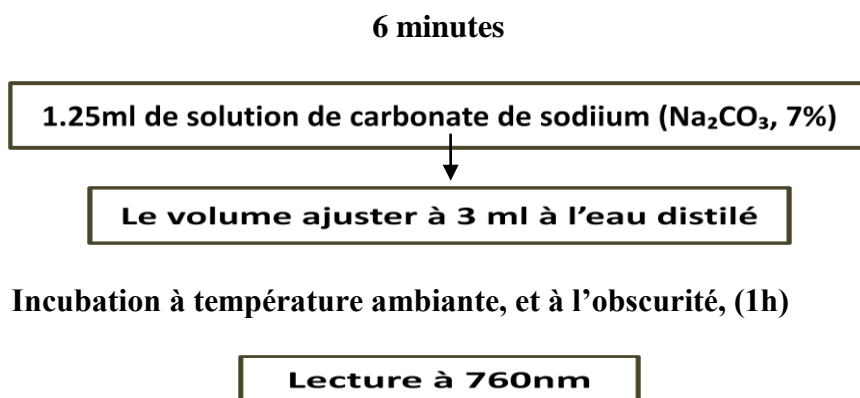 6 minutes
1.25ml de solution de carbonate de sodiium (Na₂CO₃, 7%)
Le volume ajuster à 3 ml à l’eau distilé
Incubation à température ambiante, et à l’obscurité, (1h)
Lecture à 760nm